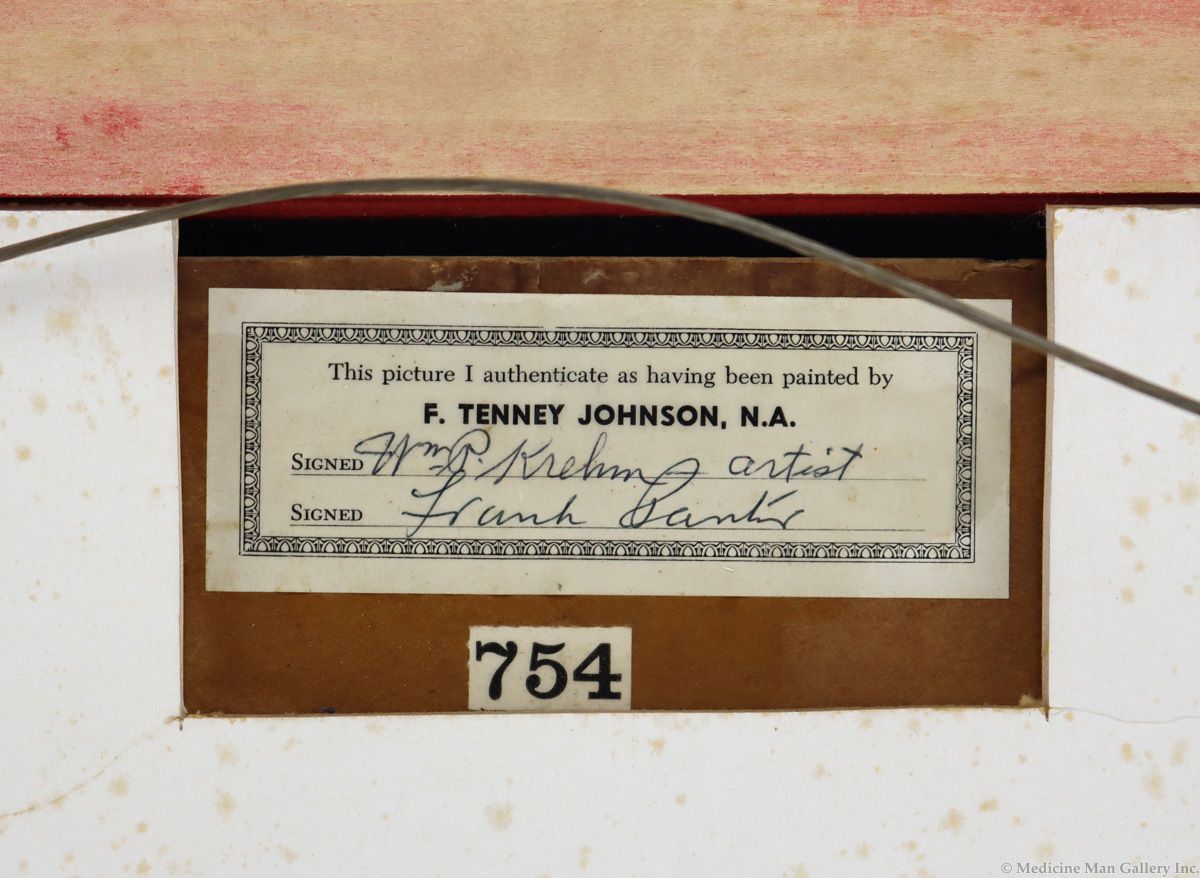 This picture I authenticate as having been painted by
F. TENNEY JOHNSON, N.A.
SIGNED Wm P. Krehm artist
SIGNED Frank
754
© Medicine Man Gallery Inc.